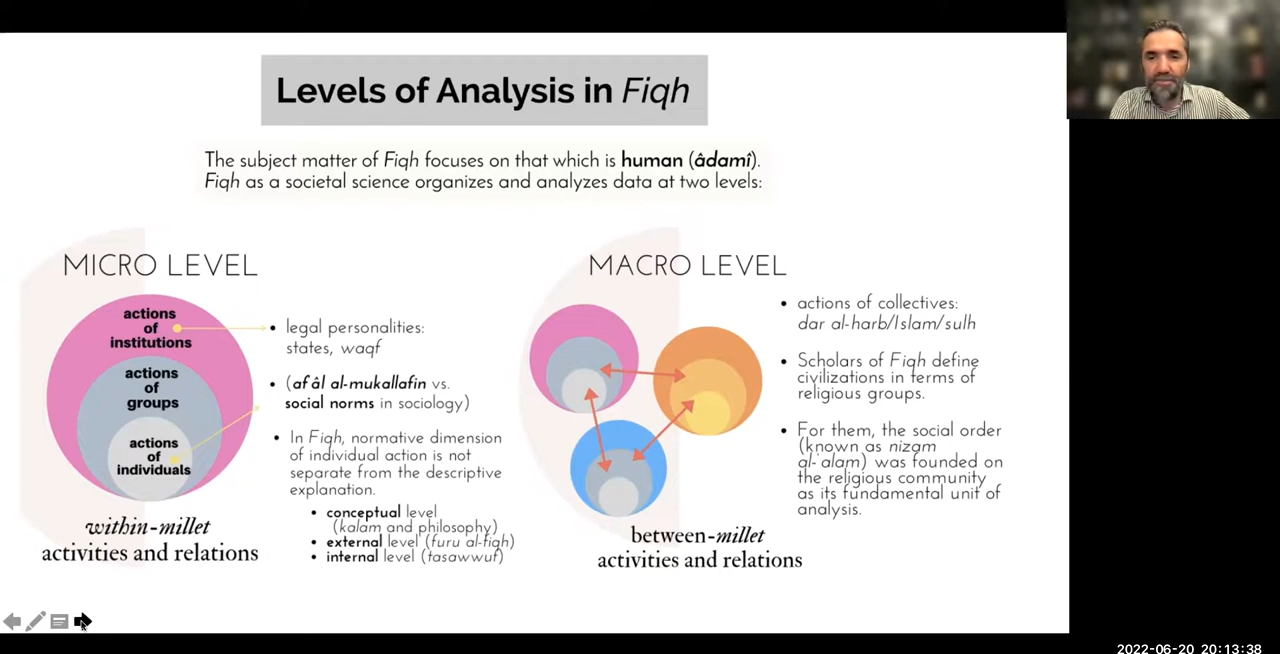 Levels of Analysis in Fiqh
The subject matter of Fiqh focuses on that which is human (âdamî).
Fiqh as a societal science organizes and analyzes data at two levels:
MICRO LEVEL
actions
of
institutions
actions
of
groups
actions
of
individuals
within-millet
activities and relations
• legal personalities:
states, waqf
• (af'âl al-mukallafin vs.
social norms in sociology)
• In Fiqh, normative dimension
of individual action is not
separate from the descriptive
explanation.
• conceptual level
(kalam and philosophy)
• external level (furu al-fiqh)
• internal level (tasawwuf)
MACRO LEVEL
between-millet
activities and relations
• actions of collectives:
dar al-harb/Islam/sulh
• Scholars of Fiqh define
civilizations in terms of
religious groups.
• For them, the social order
(known as nizam
al-'alam) was founded on
the religious community
as its fundamental unit of
analysis.
2022-06-20 20:13:38